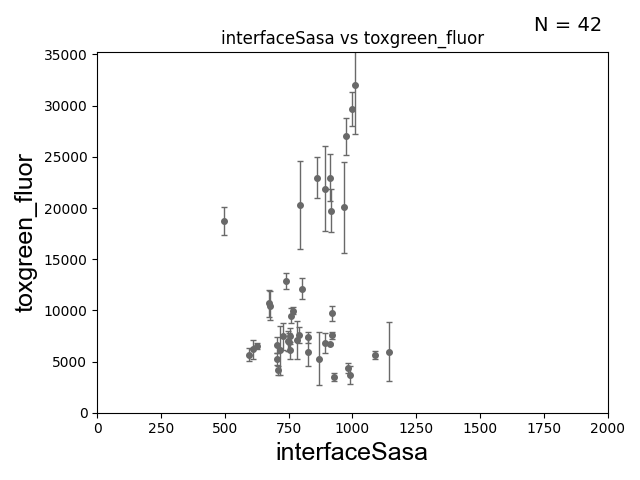 N = 42
interfaceSasa vs toxgreen_fluor
35000
30000
25000
20000
15000
10000
5000
0
toxgreen_fluor
0 250 500 750 1000 1250 1500 1750 2000
interfaceSasa